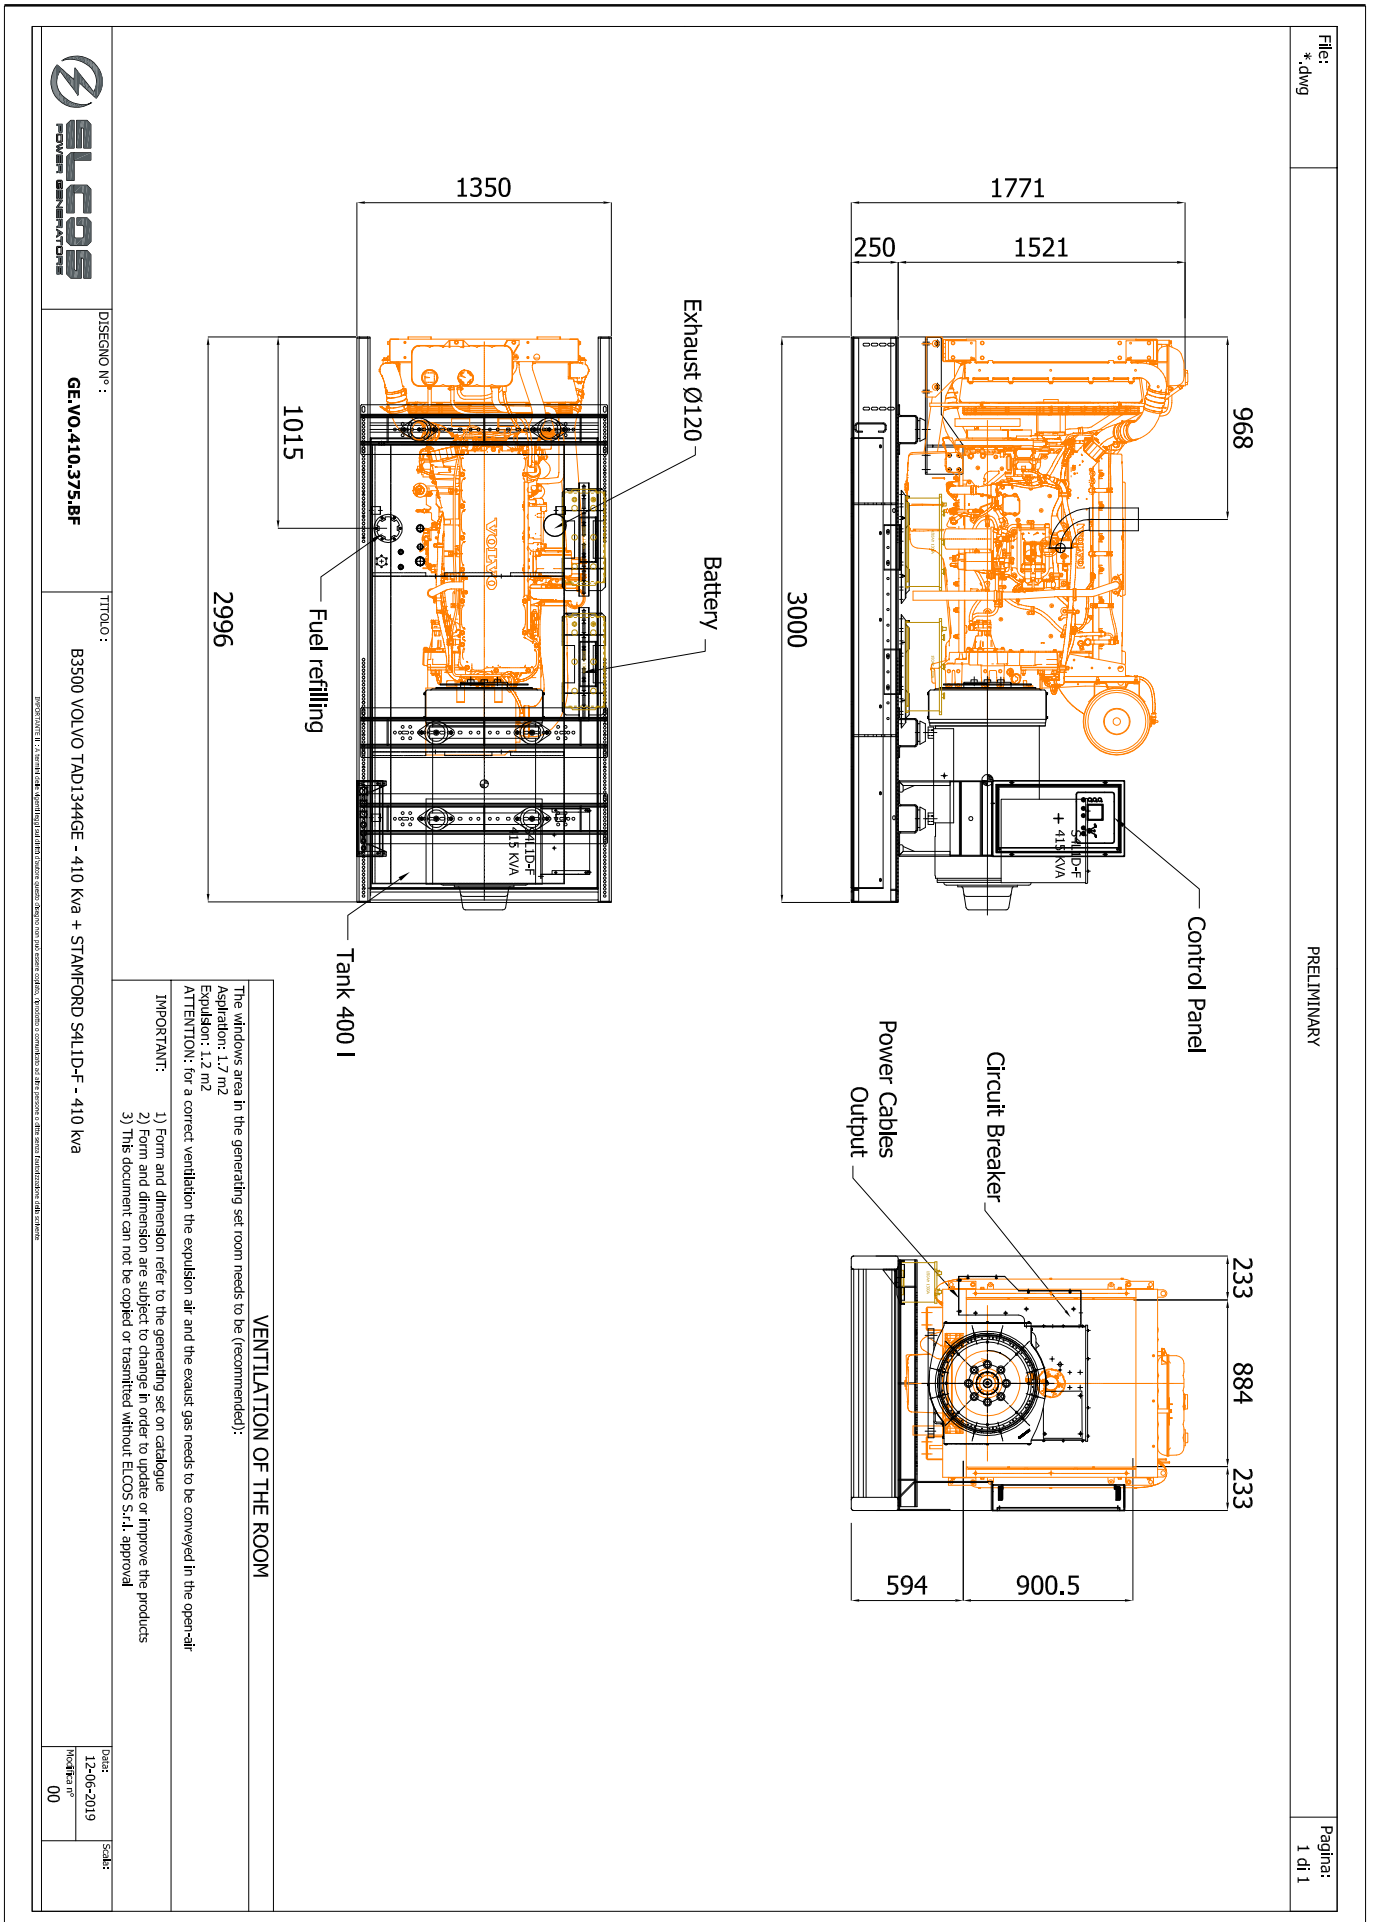 File:
*.dwg
PRELIMINARY
Pagina:
1 di 1
968
1771
250
1521
3000
Control Panel
S4L1D-F
415 KVA
233
884
233
Circuit Breaker
Power Cables
Output
594
900.5
1350
Exhaust Ø120
Battery
VOLVO
S4L1D-F
415 KVA
1015
Fuel refilling
2996
Tank 400 l
VENTILATION OF THE ROOM
The windows area in the generating set room needs to be (recommended):
Aspiration: 1.7 m2
Expulsion: 1.2 m2
ATTENTION: for a correct ventilation the expulsion air and the exaust gas needs to be conveyed in the open-air
IMPORTANT:
1) Form and dimension refer to the generating set on catalogue
2) Form and dimension are subject to change in order to update or improve the products
3) This document can not be copied or trasmitted without ELCOS S.r.l. approval
ELCOS
POWER GENERATORS
DISEGNO N° :
GE.VO.410.375.BF
TITOLO :
B3500 VOLVO TAD1344GE - 410 Kva + STAMFORD S4L1D-F - 410 kva
Data:
12-06-2019
Modifica n°
00
Scala: